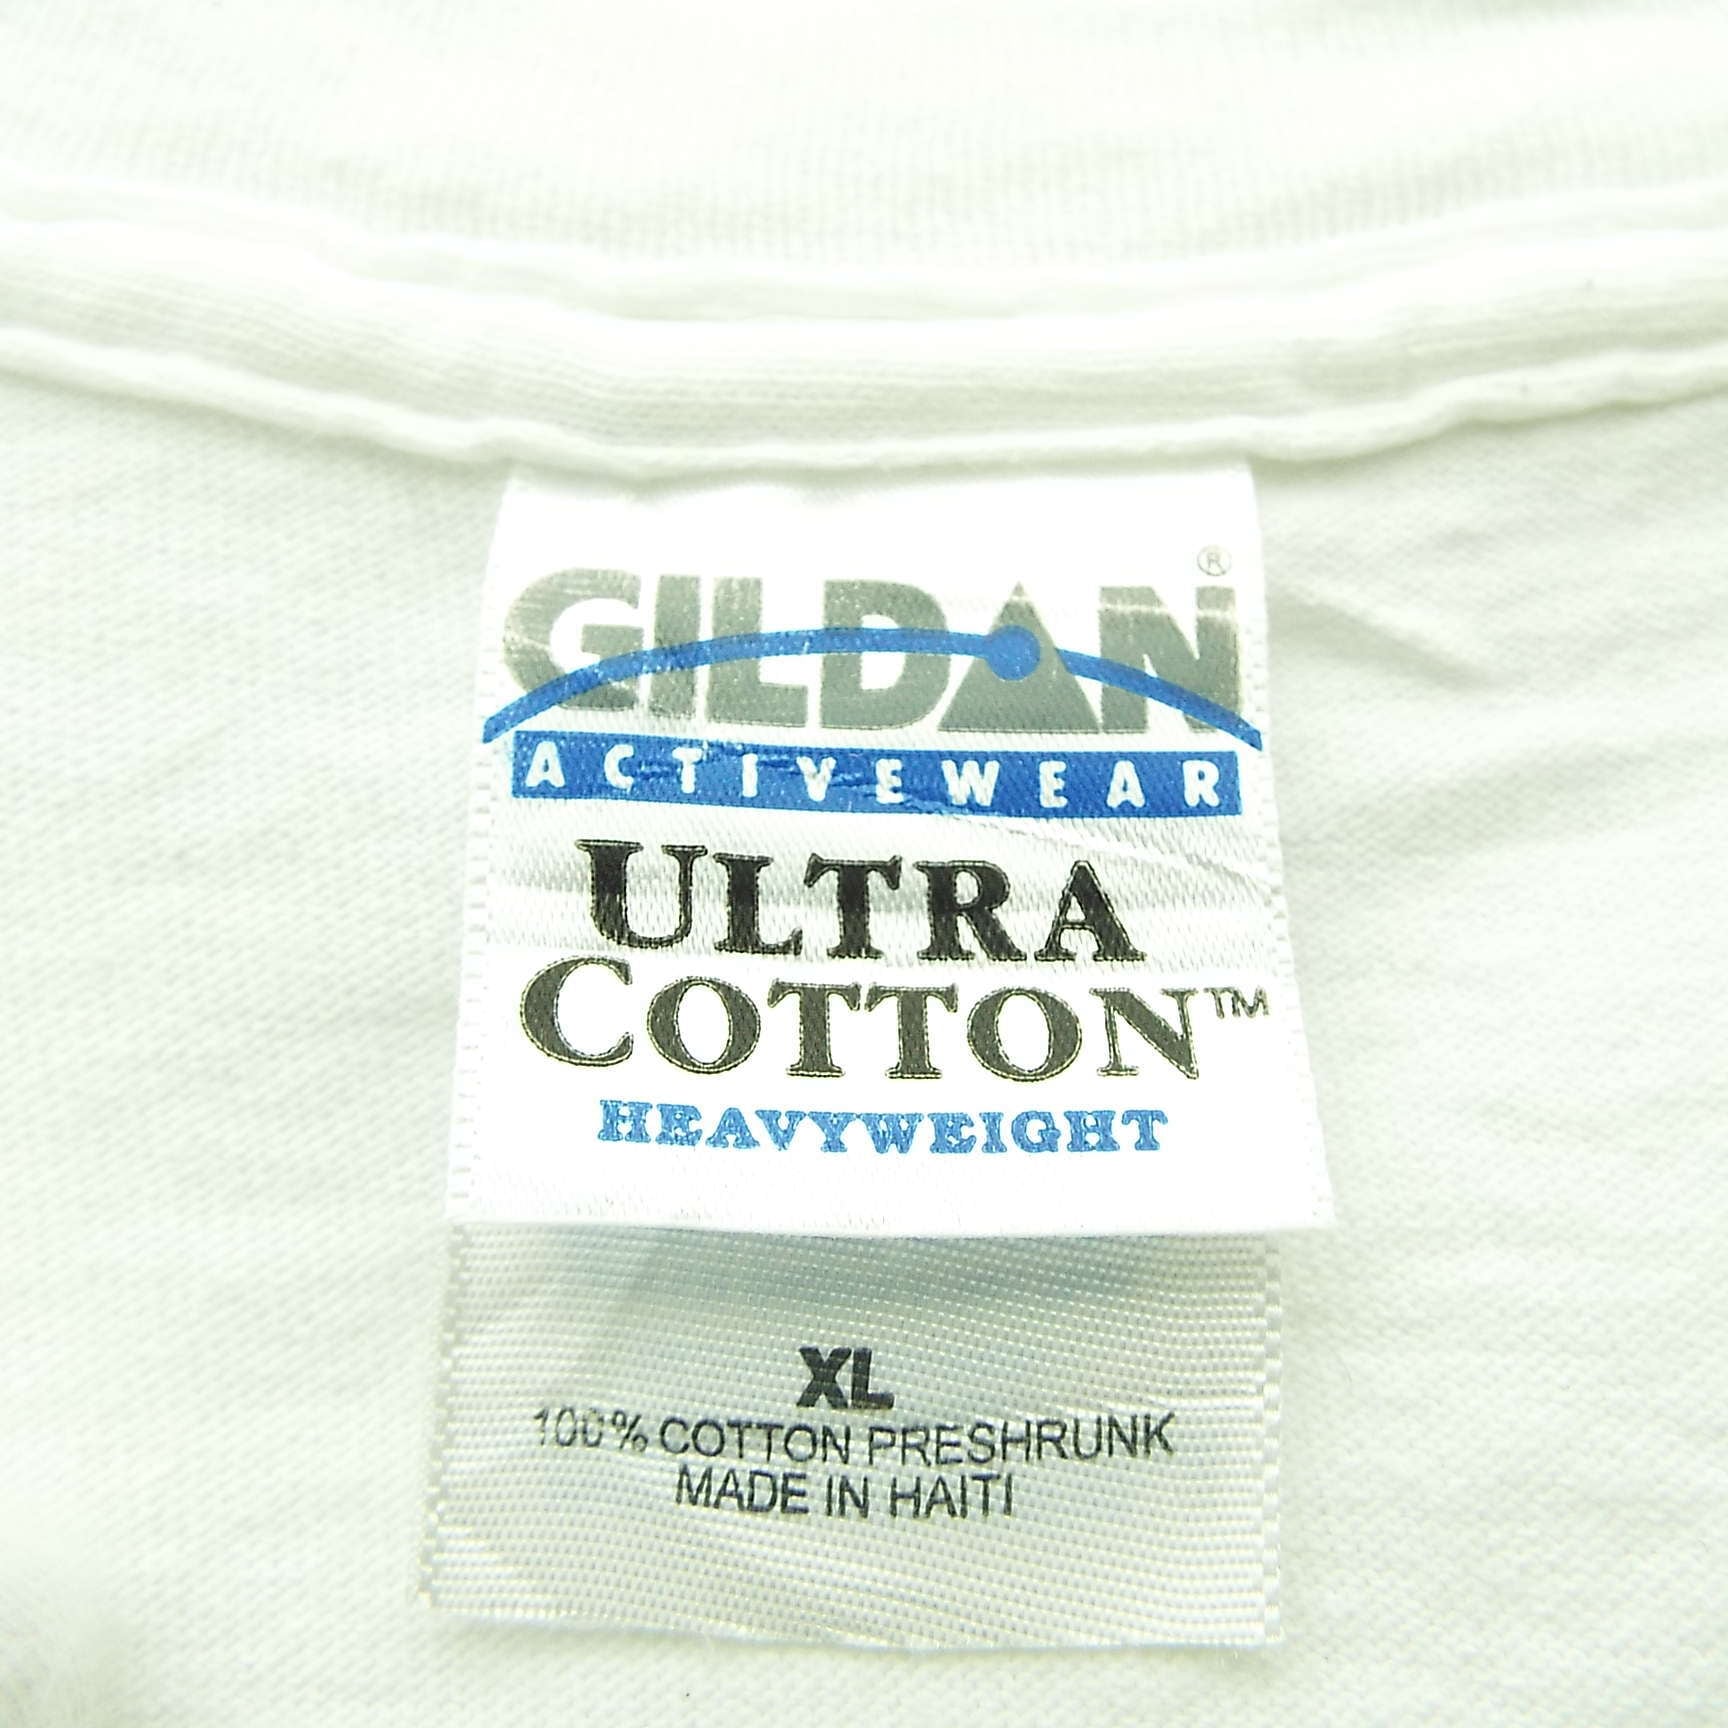 GILDAN®
ACTIVEWEAR
ULTRA
COTTON™
HEAVYWEIGHT
XL
100% COTTON PRESHRUNK
MADE IN HAITI